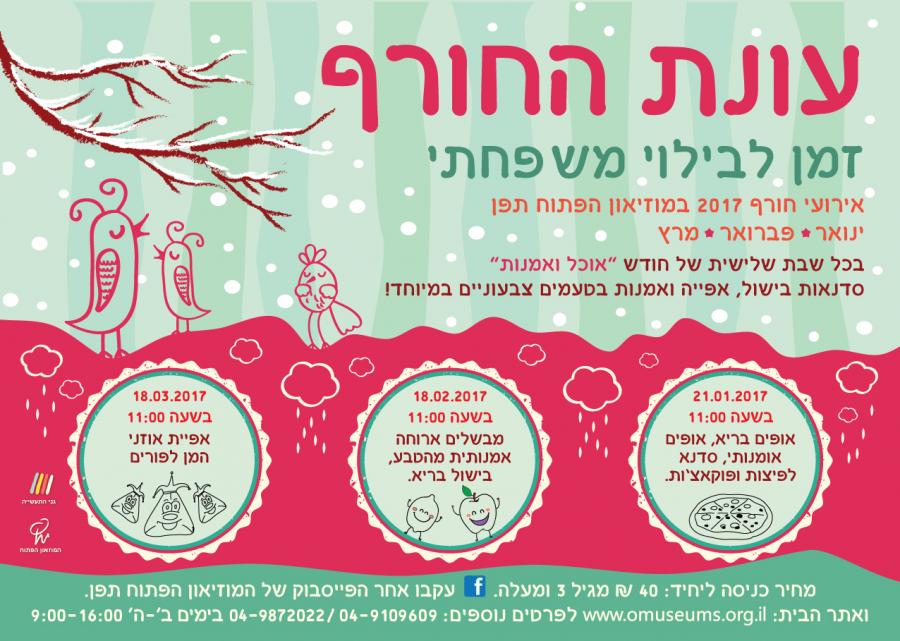 עונת החורף
זמן לבילוי משפחתי
אירועי חורף 2017 במוזיאון הפתוח תפן
ינואר * פברואר * מרץ
בכל שבת שלישית של חודש "אוכל ואמנות"
סדנאות בישול, אפייה ואמנות בטעמים צבעוניים במיוחד!
21.01.2017
בשעה 11:00
אופים בריא, אופים
אומנותי, סדנא
לפיצות ופוקאצ'ות.
18.02.2017
בשעה 11:00
מבשלים ארוחה
אמנותית מהטבע,
בישול בריא.
18.03.2017
בשעה 11:00
אפיית אוזני
המן לפורים
גני התעשייה
המוזאון הפתוח
מחיר כניסה ליחיד: 40 ₪ מגיל 3 ומעלה. f עקבו אחר הפייסבוק של המוזיאון הפתוח תפן.
ואתר הבית: www.omuseums.org.il לפרטים נוספים: 04-9109609 / 04-9872022 בימים ב'-ה' 9:00-16:00